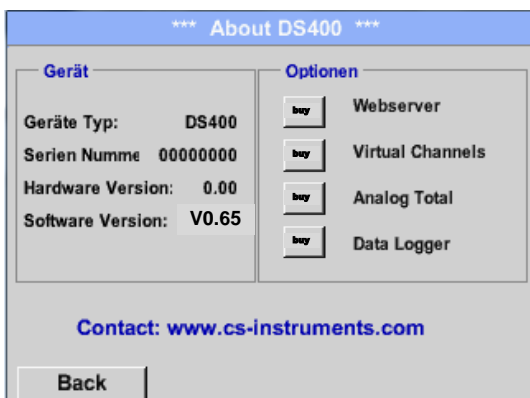 *** About DS400 ***
Gerät
Geräte Typ: DS400
Serien Numme 00000000
Hardware Version: 0.00
Software Version: V0.65
Optionen
buy Webserver
buy Virtual Channels
buy Analog Total
buy Data Logger
Contact: www.cs-instruments.com
Back